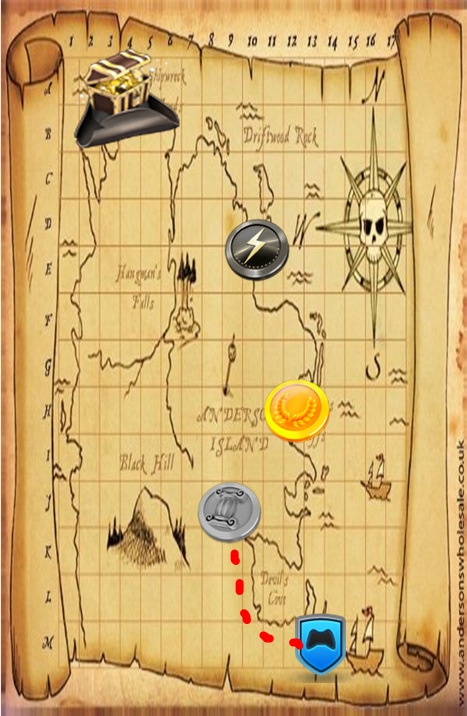 1 2 3 4 5 6 7 8 9 10 11 12 13 14 15 16 17
A
Shipwreck
N
B
Driftwood Rock
C
D
W
E
Hangman's
Falls
F
G
S
H
ANDERSO
I
ISLAND
Black Hill
J
K
Devil's
Cove
L
M
www.andersonswholesale.co.uk